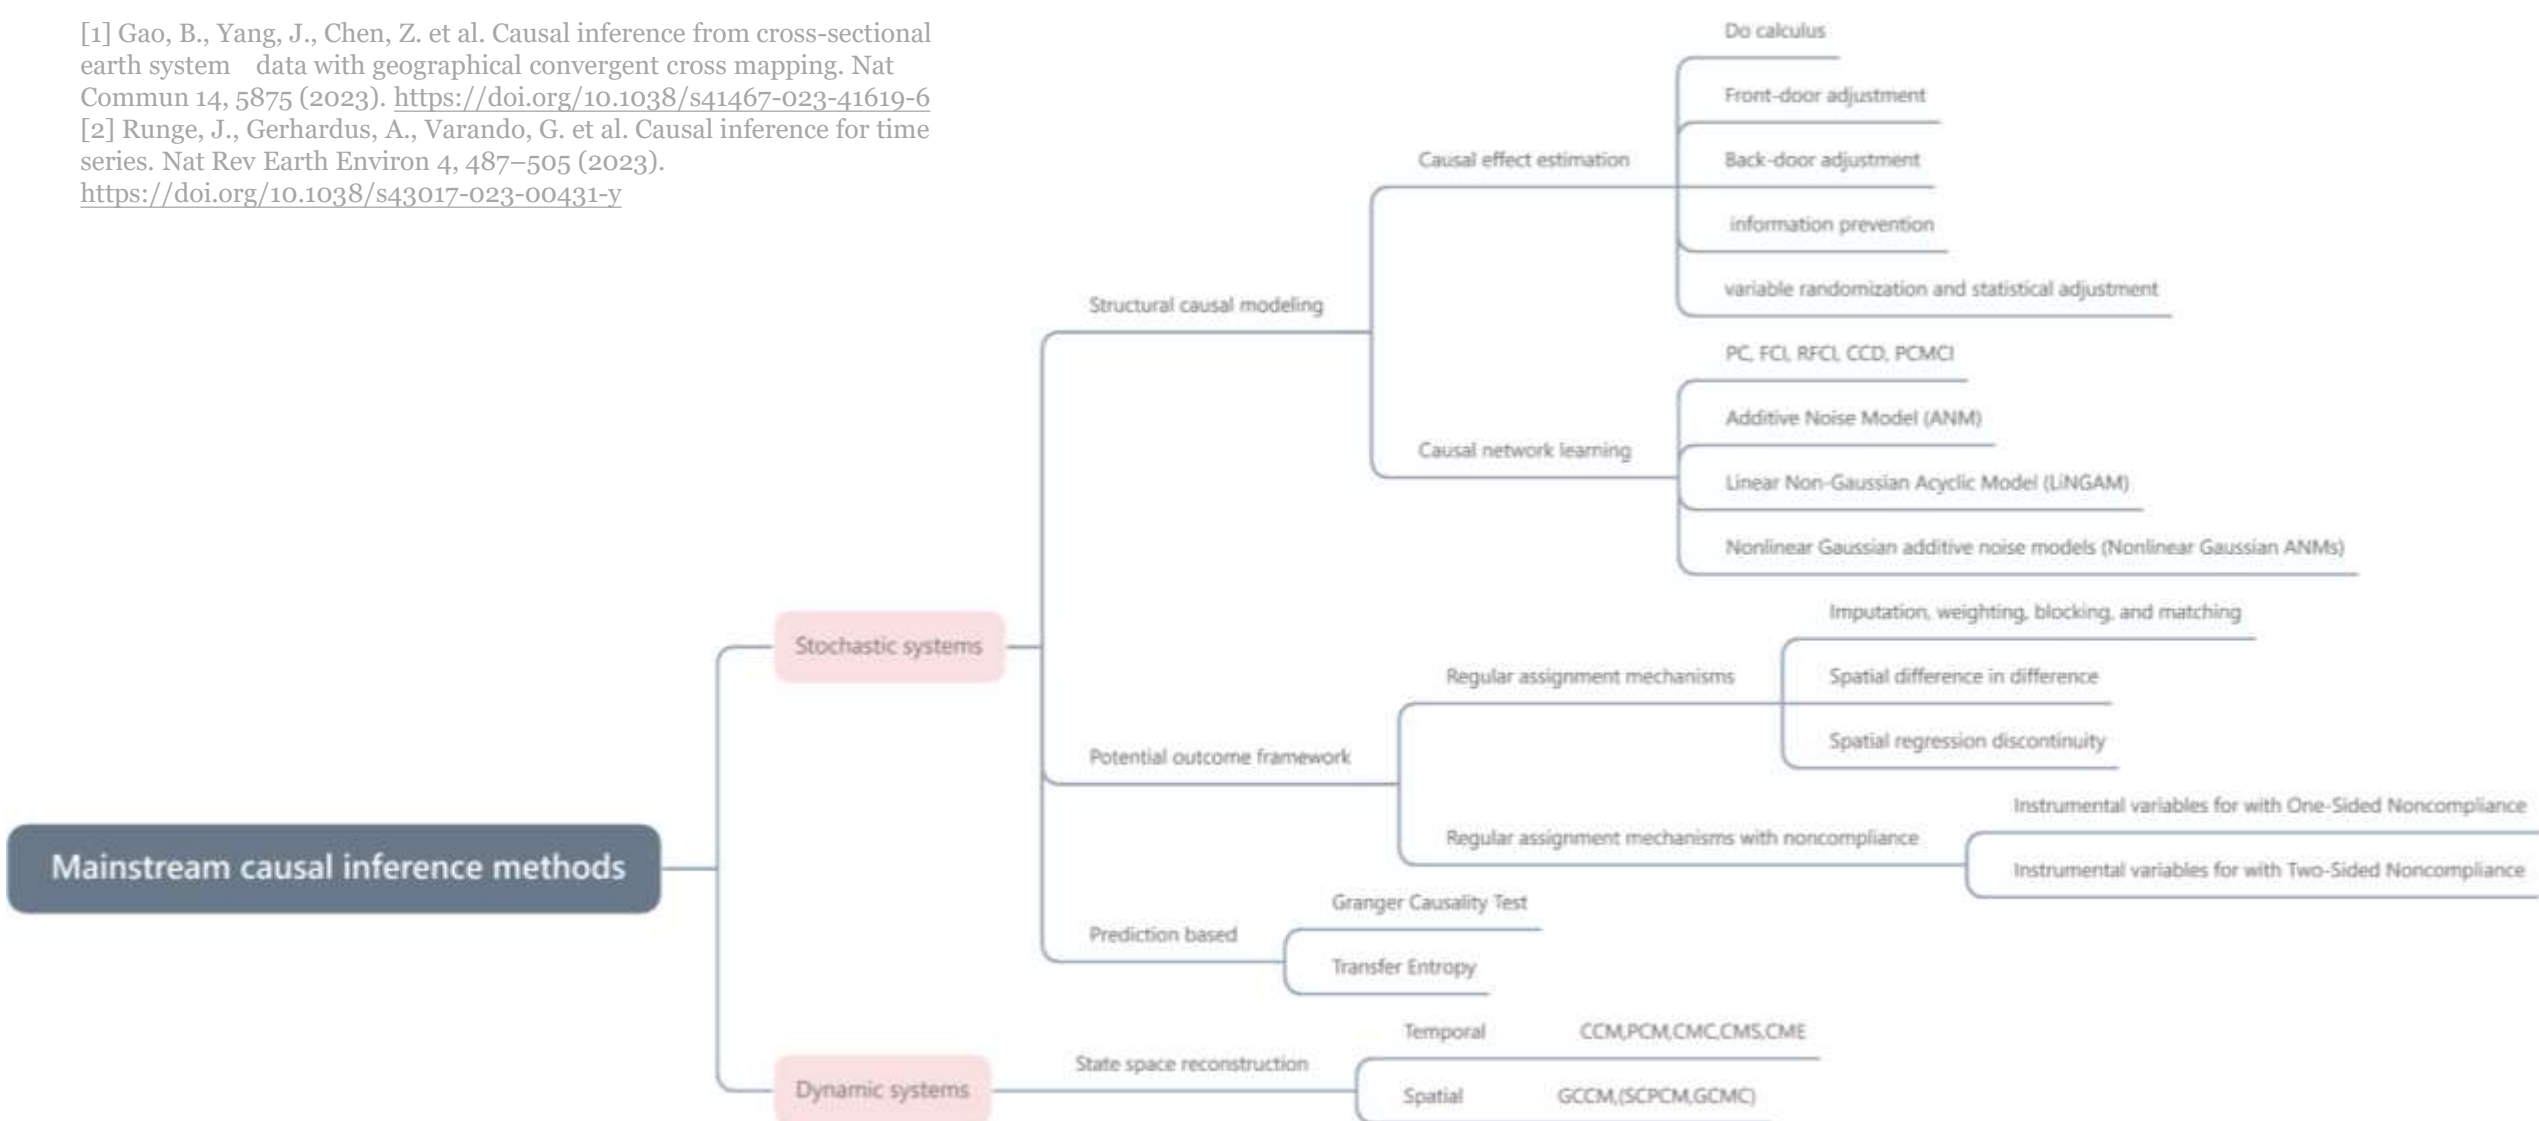 [1] Gao, B., Yang, J., Chen, Z. et al. Causal inference from cross-sectional
earth system data with geographical convergent cross mapping. Nat
Commun 14, 5875 (2023). https://doi.org/10.1038/s41467-023-41619-6
[2] Runge, J., Gerhardus, A., Varando, G. et al. Causal inference for time
series. Nat Rev Earth Environ 4, 487–505 (2023).
https://doi.org/10.1038/s43017-023-00431-y
Mainstream causal inference methods
Stochastic systems
Structural causal modeling
Causal effect estimation
Do calculus
Front-door adjustment
Back-door adjustment
information prevention
variable randomization and statistical adjustment
Causal network learning
PC, FCI, RFCI, CCD, PCMCI
Additive Noise Model (ANM)
Linear Non-Gaussian Acyclic Model (LiNGAM)
Nonlinear Gaussian additive noise models (Nonlinear Gaussian ANMs)
Potential outcome framework
Regular assignment mechanisms
Imputation, weighting, blocking, and matching
Spatial difference in difference
Spatial regression discontinuity
Regular assignment mechanisms with noncompliance
Instrumental variables for with One-Sided Noncompliance
Instrumental variables for with Two-Sided Noncompliance
Prediction based
Granger Causality Test
Transfer Entropy
Dynamic systems
State space reconstruction
Temporal CCM,PCM,CMC,CMS,CME
Spatial GCCM,(SCPCM,GCMC)